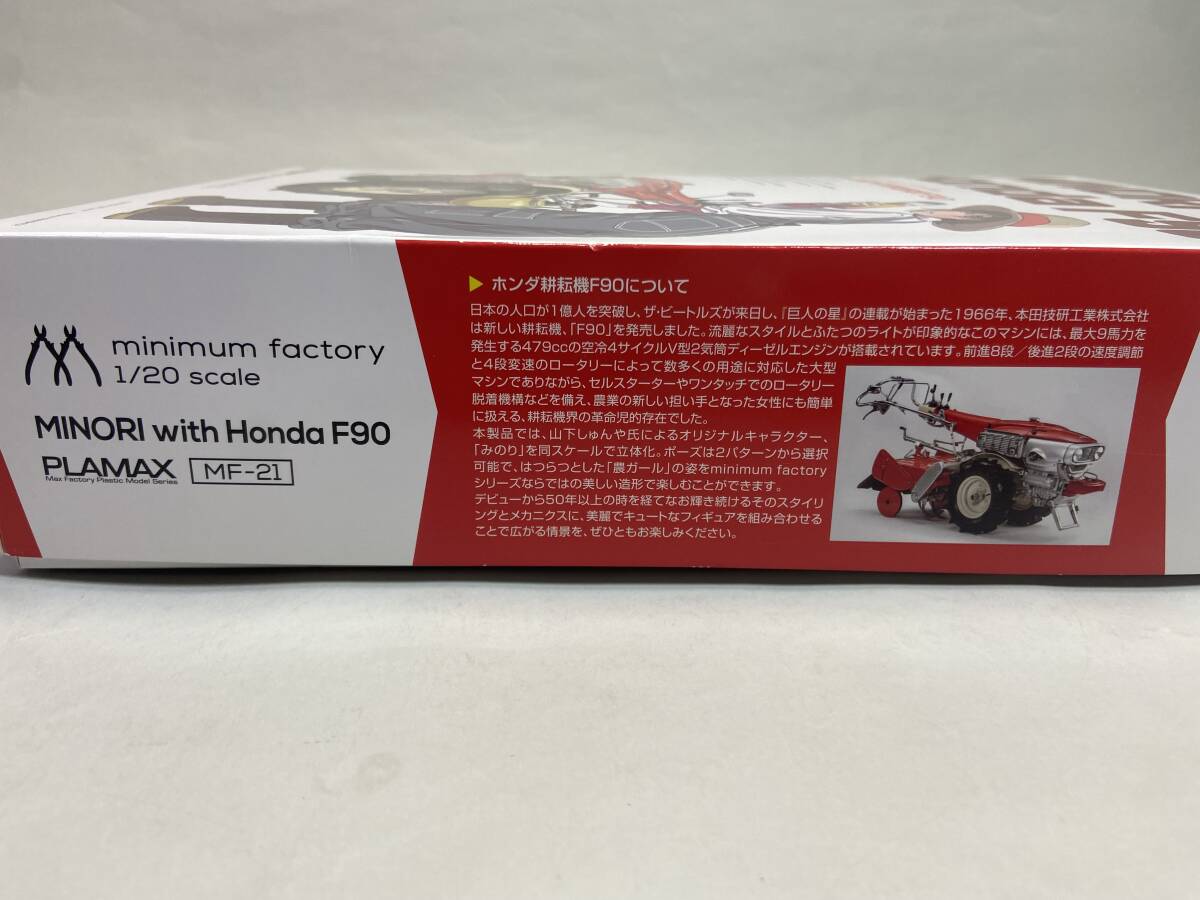 minimum factory
1/20 scale
MINORI with Honda F90
PLAMAX MF-21
Max Factory Plastic Model Series
▶ ホンダ耕耘機F90について
日本の人口が1億人を突破し、ザ・ビートルズが来日し、『巨人の星』の連載が始まった1966年、本田技研工業株式会社
は新しい耕耘機、「F90」を発売しました。流麗なスタイルとふたつのライトが印象的なこのマシンには、最大9馬力を
発生する479ccの空冷4サイクルV型2気筒ディーゼルエンジンが搭載されています。前進8段/後進2段の速度調節
と4段変速のロータリーによって数多くの用途に対応した大型
マシンでありながら、セルスターターやワンタッチでのロータリー
脱着機構などを備え、農業の新しい担い手となった女性にも簡単
に扱える、耕耘機界の革命児的存在でした。
本製品では、山下しゅんや氏によるオリジナルキャラクター、
「みのり」を同スケールで立体化。ポーズは2パターンから選択
可能で、はつらつとした「農ガール」の姿をminimum factory
シリーズならではの美しい造形で楽しむことができます。
デビューから50年以上の時を経てなお輝き続けるそのスタイリ
ングとメカニクスに、美麗でキュートなフィギュアを組み合わせる
ことで広がる情景を、ぜひともお楽しみください。